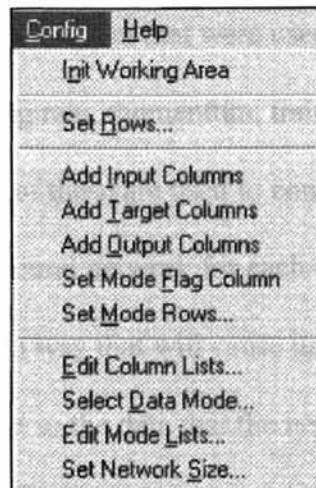 Config Help
Init Working Area
Set Rows...
Add Input Columns
Add Target Columns
Add Output Columns
Set Mode Flag Column
Set Mode Rows...
Edit Column Lists...
Select Data Mode...
Edit Mode Lists...
Set Network Size...